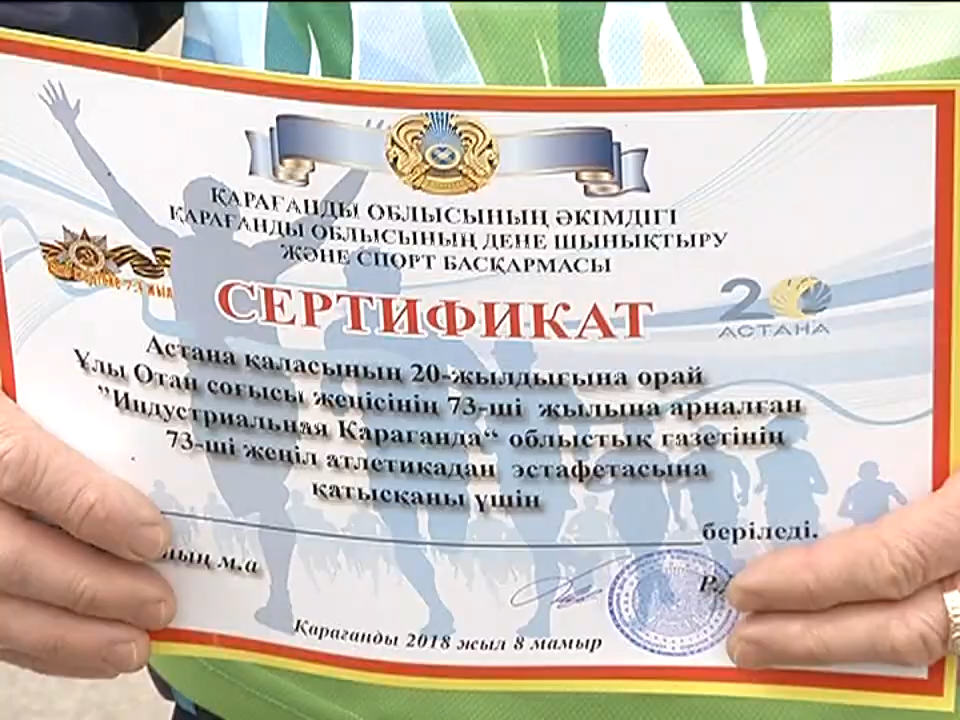 ҚАРАҒАНДЫ ОБЛЫСЫНЫҢ ӘКІМДІГІ
ҚАРАҒАНДЫ ОБЛЫСЫНЫҢ ДЕНЕ ШЫНЫҚТЫРУ
ЖӘНЕ СПОРТ БАСҚАРМАСЫ
СЕРТИФИКАТ
20
АСТАНА
Астана қаласының 20-жылдығына орай
Ұлы Отан соғысы жеңісінің 73-ші жылына арналған
"Индустриальная Караганда“ облыстық газетінің
73-ші жеңіл атлетикадан эстафетасына
қатысқаны үшін
беріледі.
м.а
Қарағанды 2018 жыл 8 мамыр